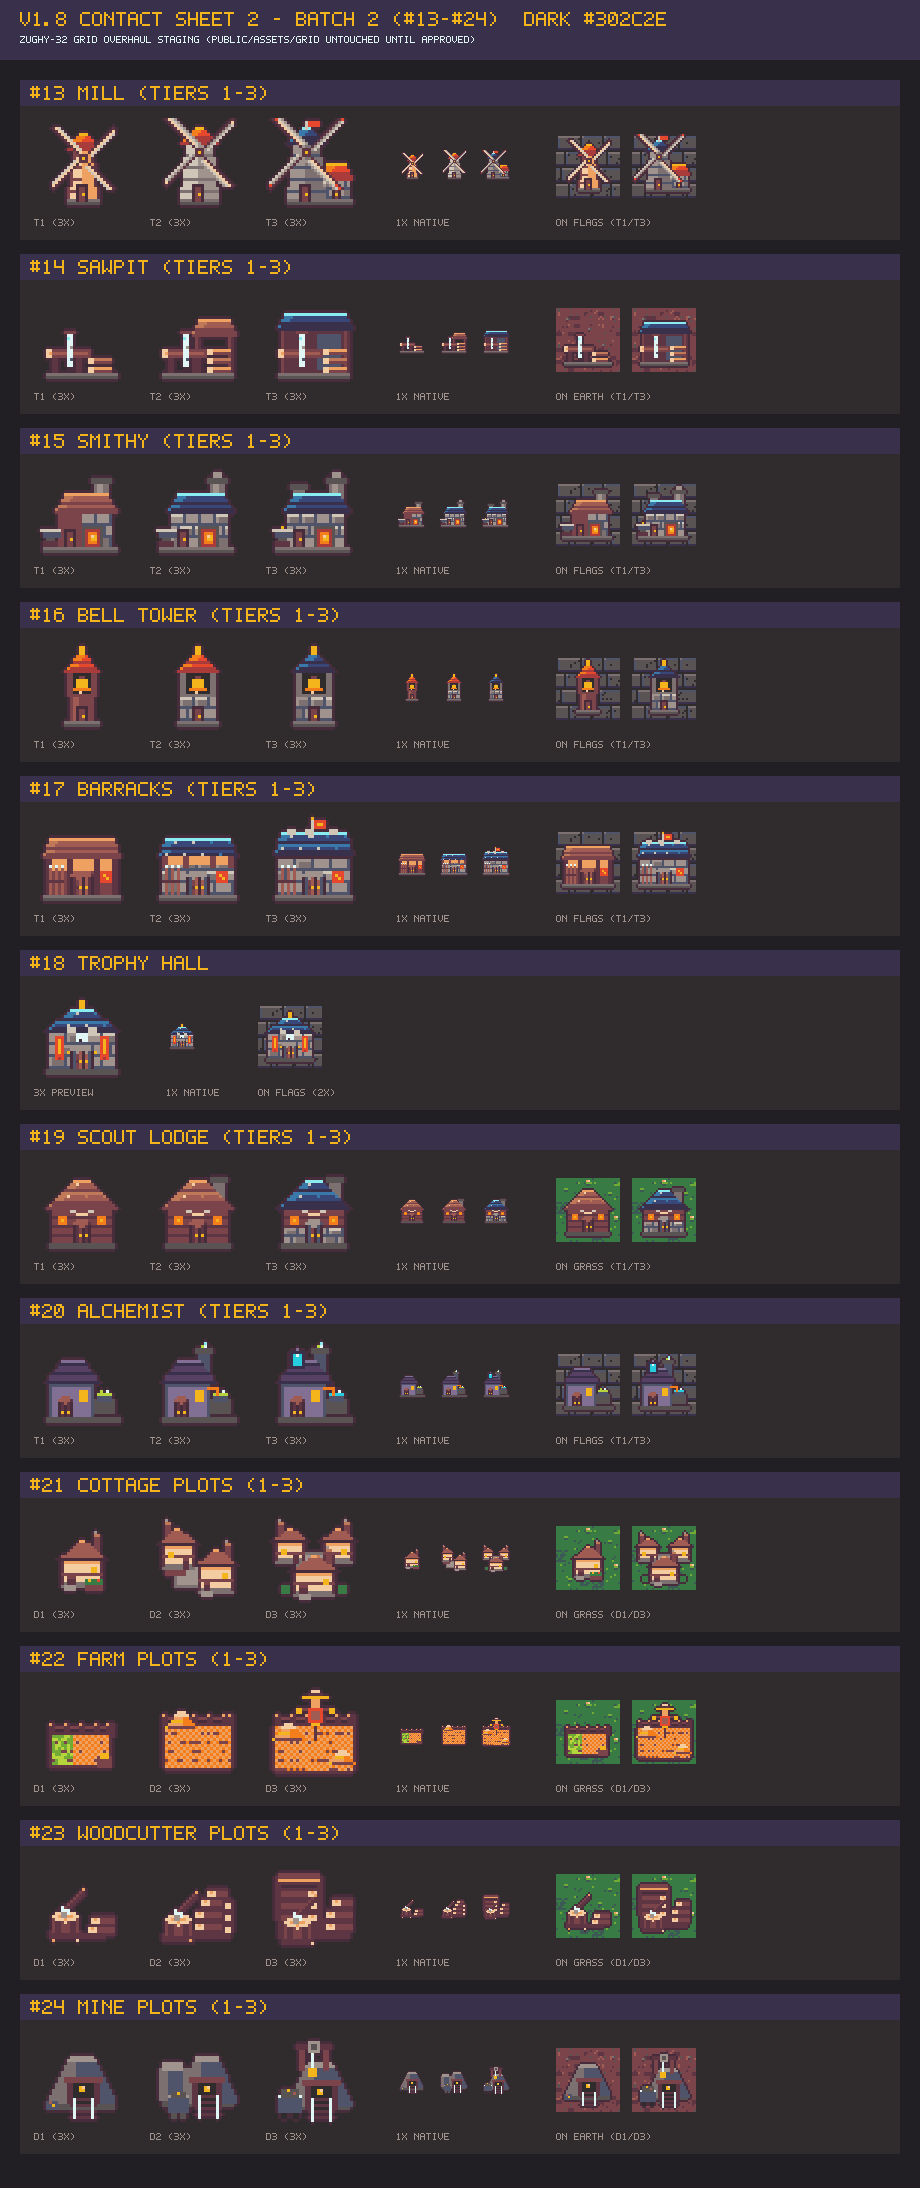 V1.8 CONTACT SHEET 2 - BATCH 2 (#13-#24)  DARK #302C2E
ZUGHY-32 GRID OVERHAUL STAGING (PUBLIC/ASSETS/GRID UNTOUCHED UNTIL APPROVED)
#13 MILL (TIERS 1-3)
T1 (3X) T2 (3X) T3 (3X) 1X NATIVE ON FLAGS (T1/T3)
#14 SAWPIT (TIERS 1-3)
T1 (3X) T2 (3X) T3 (3X) 1X NATIVE ON EARTH (T1/T3)
#15 SMITHY (TIERS 1-3)
T1 (3X) T2 (3X) T3 (3X) 1X NATIVE ON FLAGS (T1/T3)
#16 BELL TOWER (TIERS 1-3)
T1 (3X) T2 (3X) T3 (3X) 1X NATIVE ON FLAGS (T1/T3)
#17 BARRACKS (TIERS 1-3)
T1 (3X) T2 (3X) T3 (3X) 1X NATIVE ON FLAGS (T1/T3)
#18 TROPHY HALL
3X PREVIEW 1X NATIVE ON FLAGS (2X)
#19 SCOUT LODGE (TIERS 1-3)
T1 (3X) T2 (3X) T3 (3X) 1X NATIVE ON GRASS (T1/T3)
#20 ALCHEMIST (TIERS 1-3)
T1 (3X) T2 (3X) T3 (3X) 1X NATIVE ON FLAGS (T1/T3)
#21 COTTAGE PLOTS (1-3)
D1 (3X) D2 (3X) D3 (3X) 1X NATIVE ON GRASS (D1/D3)
#22 FARM PLOTS (1-3)
D1 (3X) D2 (3X) D3 (3X) 1X NATIVE ON GRASS (D1/D3)
#23 WOODCUTTER PLOTS (1-3)
D1 (3X) D2 (3X) D3 (3X) 1X NATIVE ON GRASS (D1/D3)
#24 MINE PLOTS (1-3)
D1 (3X) D2 (3X) D3 (3X) 1X NATIVE ON EARTH (D1/D3)